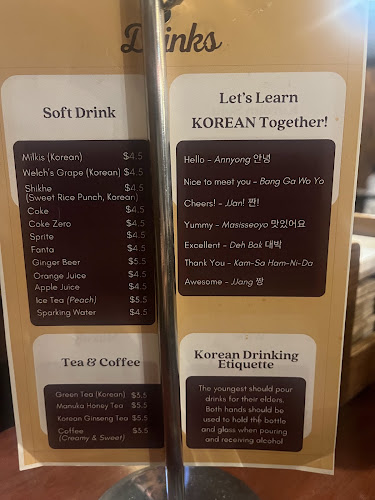 Drinks
Soft Drink
Milkis (Korean) $4.5
Welch's Grape (Korean) $4.5
Shikhe $4.5
(Sweet Rice Punch, Korean)
Coke $4.5
Coke Zero $4.5
Sprite $4.5
Fanta $4.5
Ginger Beer $5.5
Orange Juice $4.5
Apple Juice $4.5
Ice Tea (Peach) $5.5
Sparking Water $4.5
Tea & Coffee
Green Tea (Korean) $5.5
Manuka Honey Tea $5.5
Korean Ginseng Tea $5.5
Coffee $5.5
(Creamy & Sweet)
Let's Learn
KOREAN Together!
Hello - Annyong 안녕
Nice to meet you - Bang Ga Wo Yo
Cheers! - JJan! 짠!
Yummy - Masisseoyo 맛있어요
Excellent - Deh Bak 대박
Thank You - Kam-Sa Ham-Ni-Da
Awesome - JJang 짱
Korean Drinking
Etiquette
The youngest should pour
drinks for their elders.
Both hands should be
used to hold the bottle
and glass when pouring
and receiving alcohol